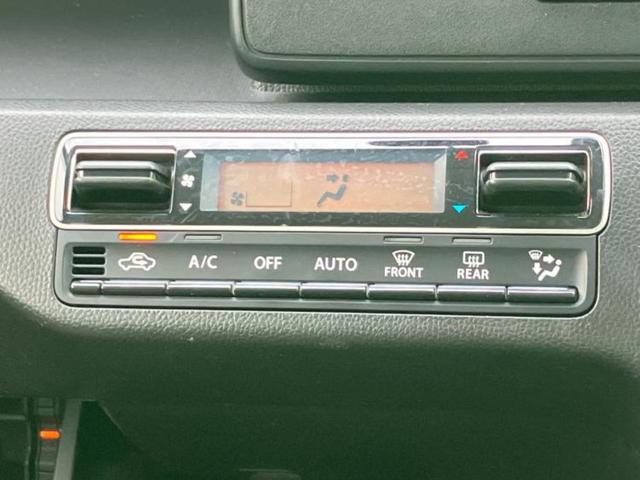 A/C OFF AUTO FRONT REAR